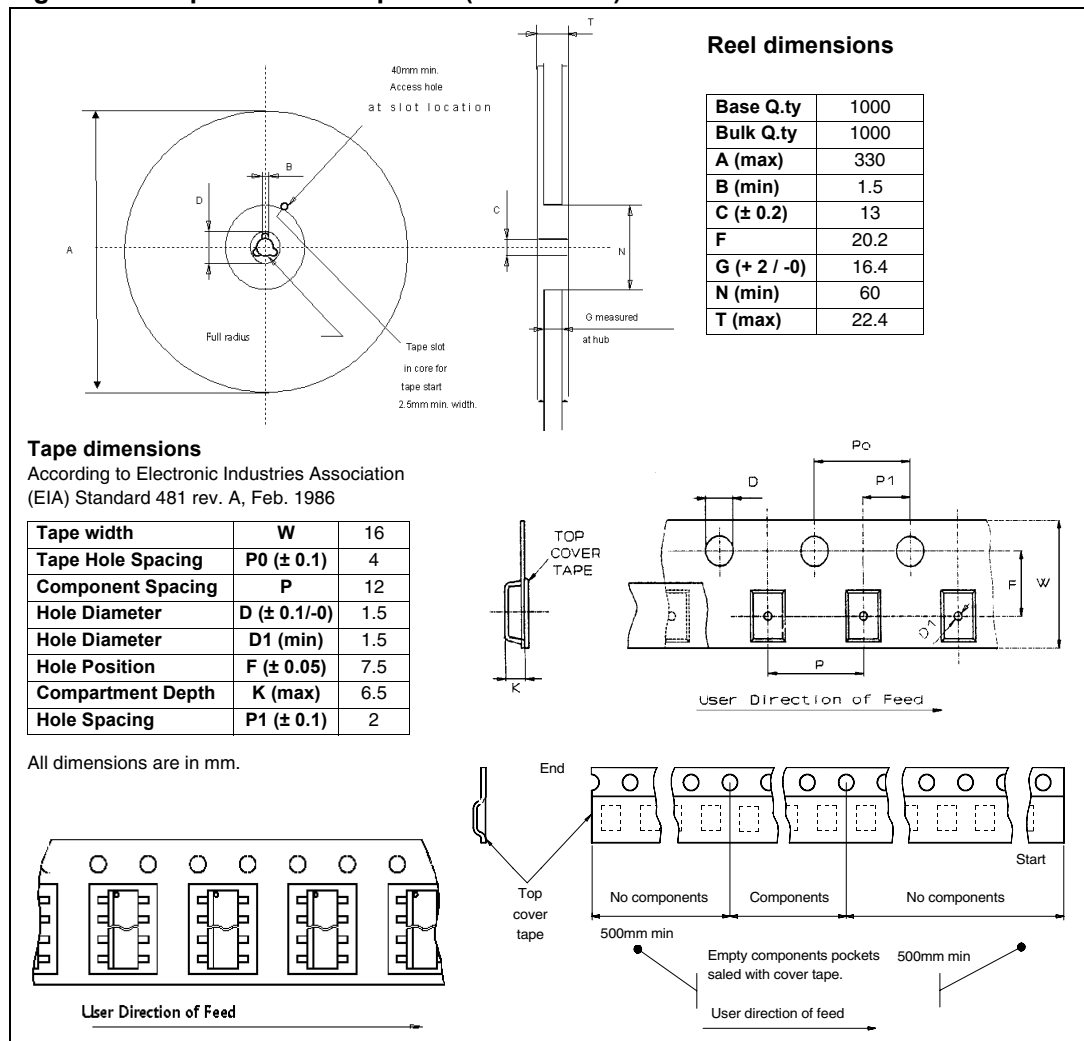 T
Reel dimensions
40mm min.
Access hole
at slot location
Base Q.ty 1000
Bulk Q.ty 1000
A (max) 330
B (min) 1.5
C (± 0.2) 13
F 20.2
G (+ 2 / -0) 16.4
N (min) 60
T (max) 22.4
B
D
C
A
N
Full radius
G measured
at hub
Tape slot
in core for
tape start
2.5mm min. width.
Tape dimensions
According to Electronic Industries Association
(EIA) Standard 481 rev. A, Feb. 1986
Tape width W 16
Tape Hole Spacing P0 (± 0.1) 4
Component Spacing P 12
Hole Diameter D (± 0.1/-0) 1.5
Hole Diameter D1 (min) 1.5
Hole Position F (± 0.05) 7.5
Compartment Depth K (max) 6.5
Hole Spacing P1 (± 0.1) 2
All dimensions are in mm.
Po
D
P1
TOP
COVER
TAPE
F
W
D1
P
K
User Direction of Feed
End
Start
Top
cover
tape
No components
Components
No components
500mm min
Empty components pockets
saled with cover tape.
500mm min
User direction of feed
User Direction of Feed